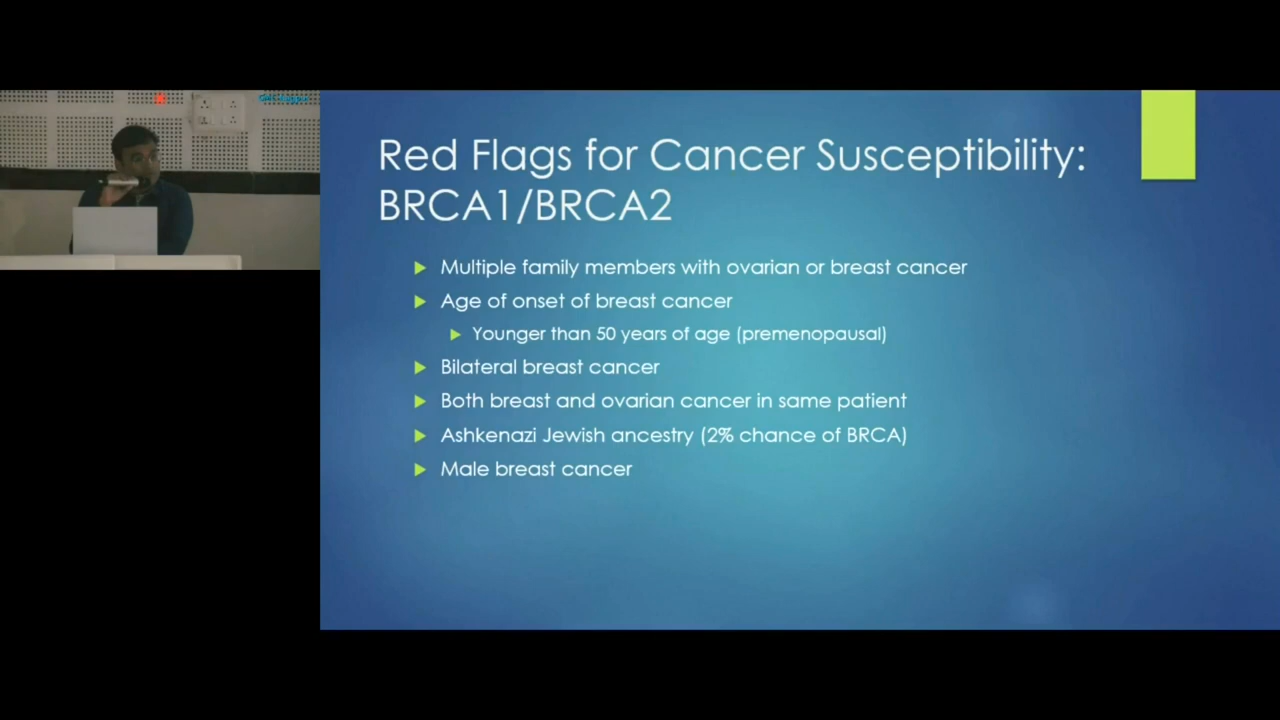 Red Flags for Cancer Susceptibility:
BRCA1/BRCA2
Multiple family members with ovarian or breast cancer
Age of onset of breast cancer
Younger than 50 years of age (premenopausal)
Bilateral breast cancer
Both breast and ovarian cancer in same patient
Ashkenazi Jewish ancestry (2% chance of BRCA)
Male breast cancer